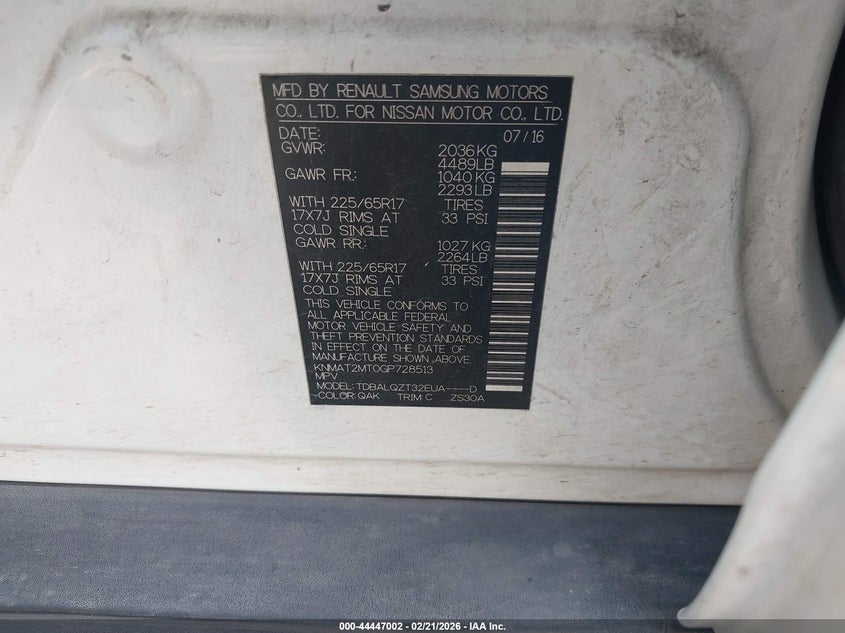 MFD BY RENAULT SAMSUNG MOTORS
CO., LTD. FOR NISSAN MOTOR CO., LTD.
DATE: 07/16
GVWR: 2036KG
4489LB
GAWR FR.: 1040KG
2293LB
WITH 225/65R17 TIRES
17X7J RIMS AT 33 PSI
COLD SINGLE
GAWR RR.: 1027KG
2264LB
WITH 225/65R17 TIRES
17X7J RIMS AT 33 PSI
COLD SINGLE
THIS VEHICLE CONFORMS TO
ALL APPLICABLE FEDERAL
MOTOR VEHICLE SAFETY AND
THEFT PREVENTION STANDARDS
IN EFFECT ON THE DATE OF
MANUFACTURE SHOWN ABOVE.
KNMAT2MT0GP728513
MPV
MODEL: TDBALQZT32EUA----D
COLOR: QAK TRIM: C ZS30A
000-44447002 - 02/21/2026 - IAA Inc.